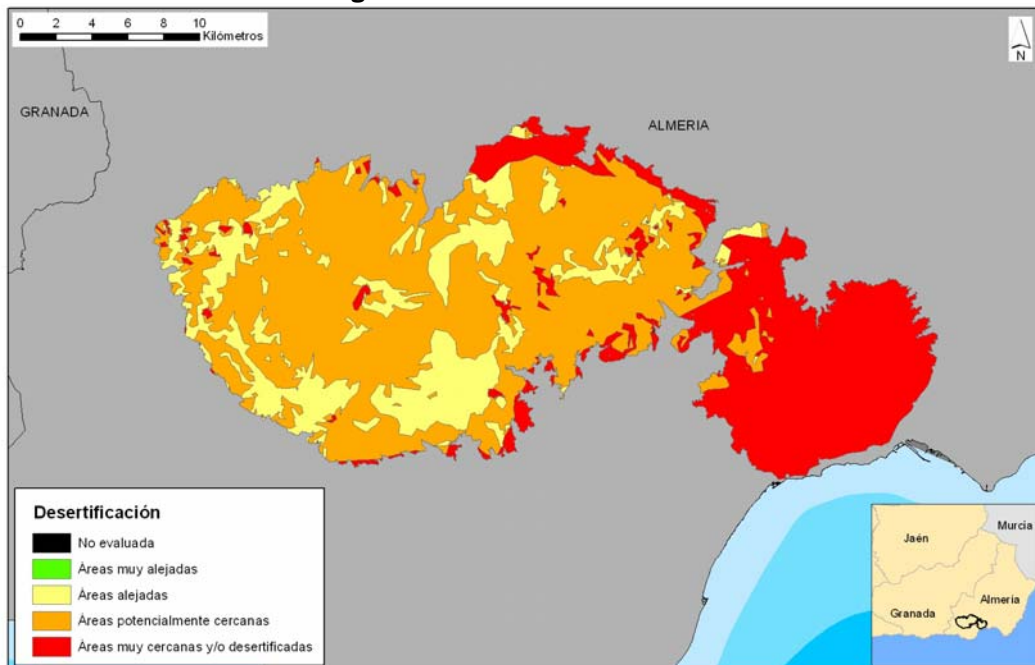 0 2 4 6 8 10
Kilómetros
N
GRANADA
ALMERIA
Desertificación
No evaluada
Áreas muy alejadas
Áreas alejadas
Áreas potencialmente cercanas
Áreas muy cercanas y/o desertificadas
Jaén
Murcia
Almería
Granada